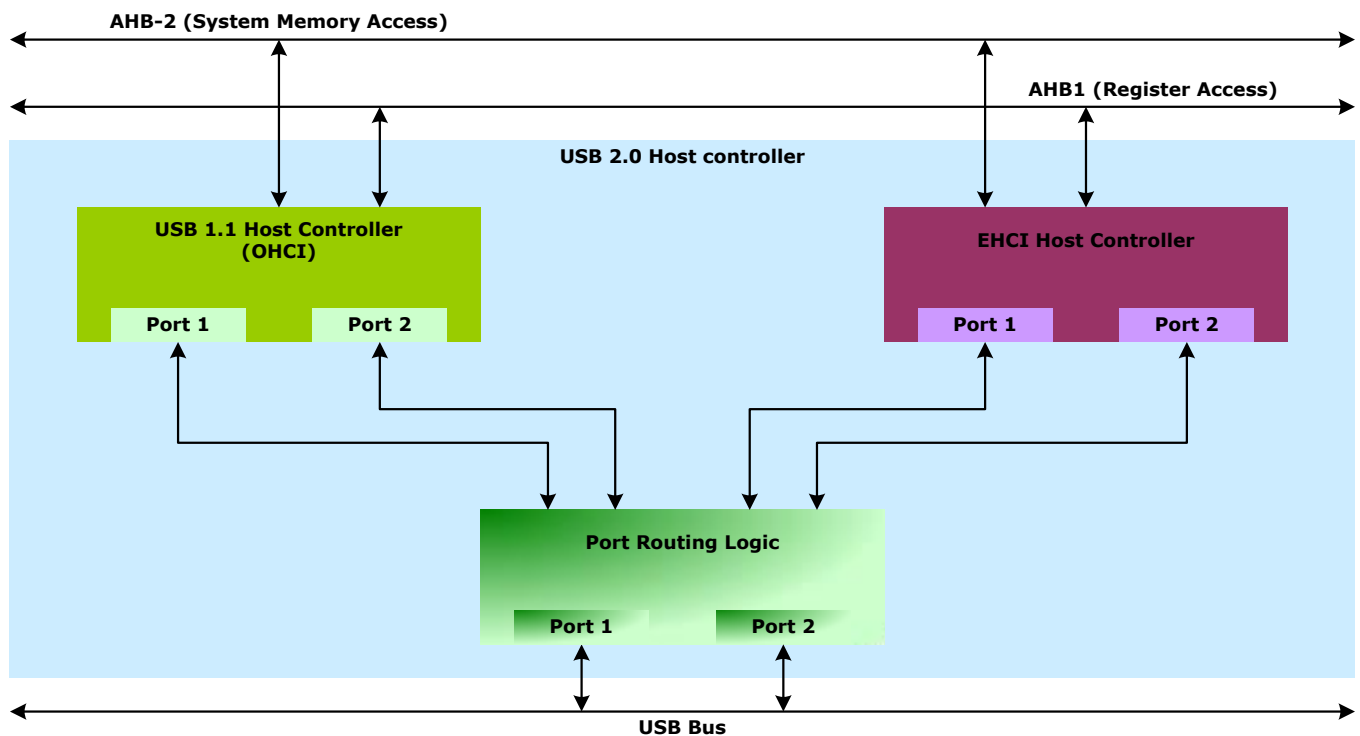 AHB-2 (System Memory Access)
AHB1 (Register Access)
USB 2.0 Host controller
USB 1.1 Host Controller
(OHCI)
EHCI Host Controller
Port 1
Port 2
Port 1
Port 2
Port Routing Logic
Port 1
Port 2
USB Bus